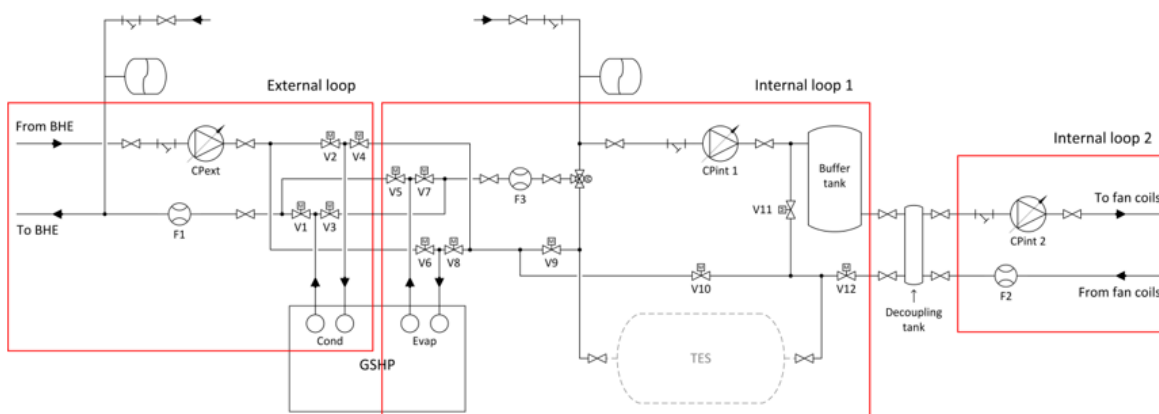 External loop
Internal loop 1
Internal loop 2
From BHE
CPext
V2
V4
V5
V7
F3
CPint 1
Buffer
tank
V11
To fan coils
CPint 2
To BHE
F1
V1
V3
V6
V8
V9
V10
V12
Decoupling
tank
F2
From fan coils
Cond
Evap
GSHP
TES